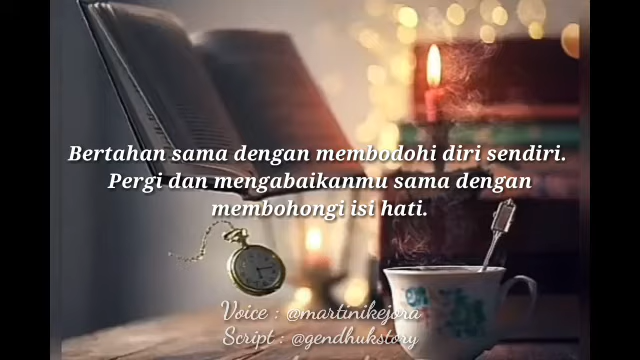 Bertahan sama dengan membodohi diri sendiri.
Pergi dan mengabaikanmu sama dengan
membohongi isi hati.
Voice : @martinikejora
Script : @gendhukstory